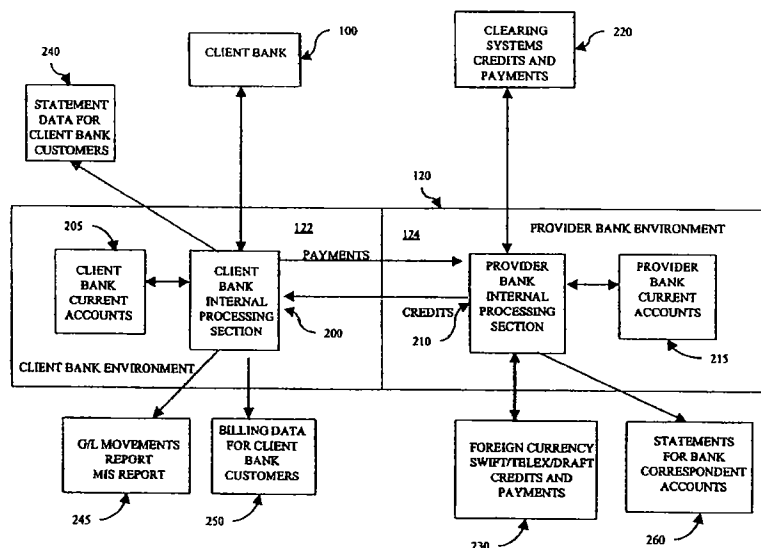 240
100
220
CLIENT BANK
CLEARING
SYSTEMS
CREDITS AND
PAYMENTS
STATEMENT
DATA FOR
CLIENT BANK
CUSTOMERS
120
205
122
124
PROVIDER BANK ENVIRONMENT
PAYMENTS
CLIENT
BANK
CURRENT
ACCOUNTS
CLIENT
BANK
INTERNAL
PROCESSING
SECTION
PROVIDER
BANK
INTERNAL
PROCESSING
SECTION
PROVIDER
BANK
CURRENT
ACCOUNTS
CREDITS
200
210
215
CLIENT BANK ENVIRONMENT
G/L MOVEMENTS
REPORT
MIS REPORT
BILLING DATA
FOR CLIENT
BANK
CUSTOMERS
FOREIGN CURRENCY
SWIFT/TELEX/DRAFT
CREDITS AND
PAYMENTS
STATEMENTS
FOR BANK
CORRESPONDENT
ACCOUNTS
245
250
230
260